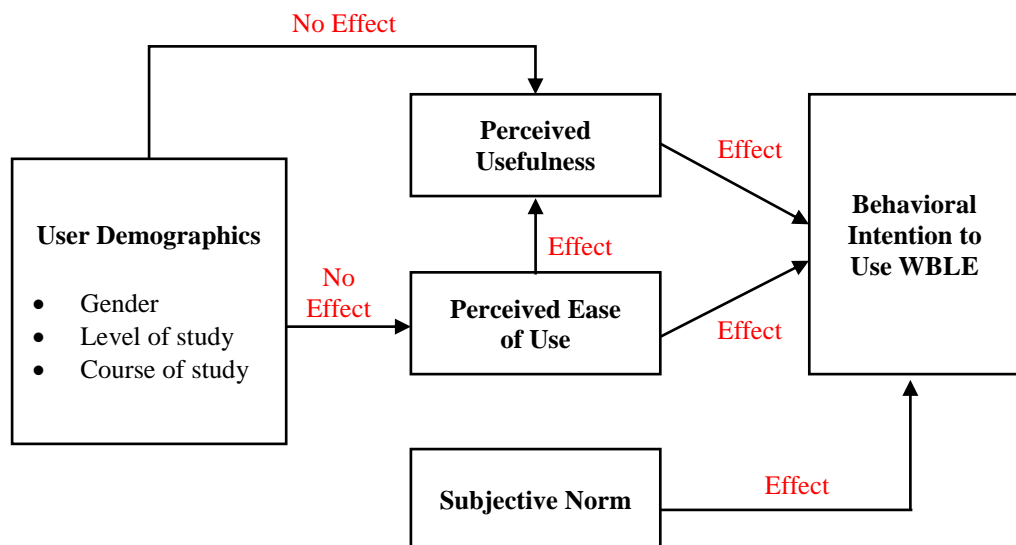 No Effect
Perceived
Usefulness
Effect
Behavioral
Intention to
Use WBLE
User Demographics
• Gender
• Level of study
• Course of study
No
Effect
Effect
Perceived Ease
of Use
Effect
Subjective Norm
Effect